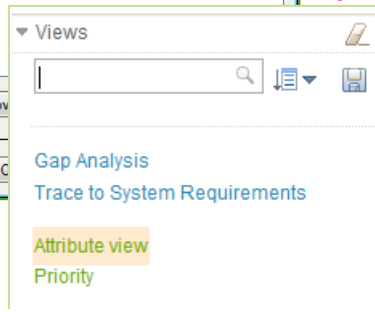 Views
Gap Analysis
Trace to System Requirements
Attribute view
Priority